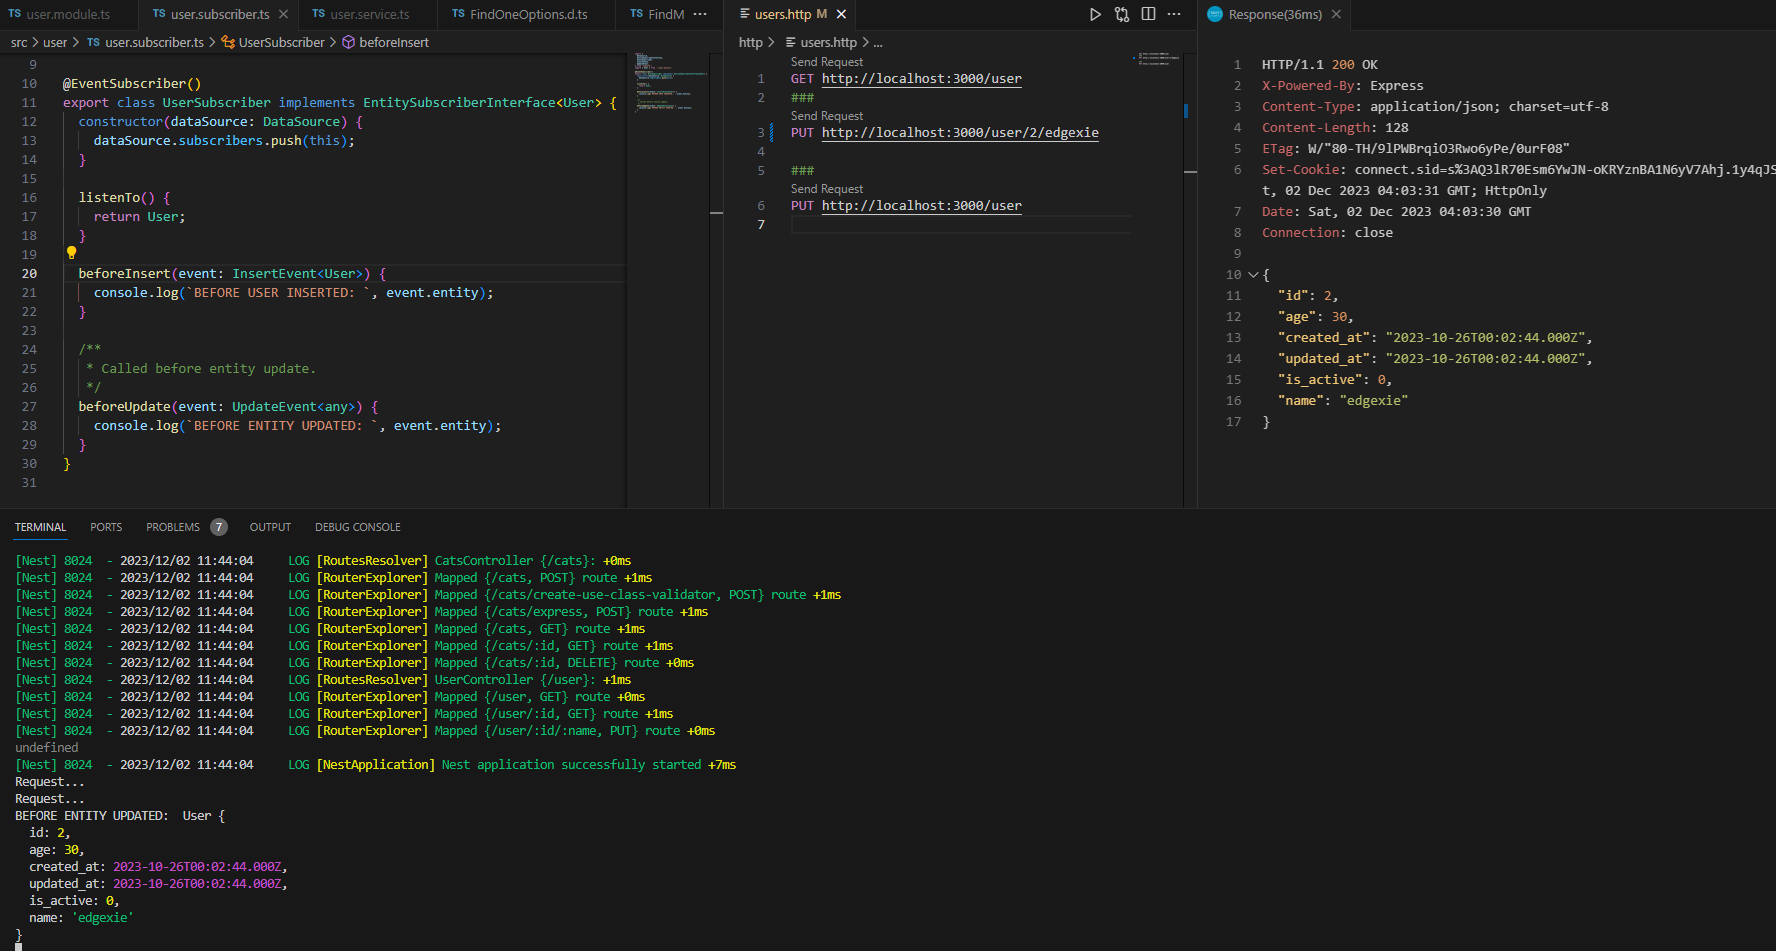 TS user.module.ts
TS user.subscriber.ts
TS user.service.ts
TS FindOneOptions.d.ts
TS FindM ···
src > user > TS user.subscriber.ts > UserSubscriber > beforeInsert
9
10 @EventSubscriber()
11 export class UserSubscriber implements EntitySubscriberInterface<User> {
12 constructor(dataSource: DataSource) {
13 dataSource.subscribers.push(this);
14 }
15
16 listenTo() {
17 return User;
18 }
19
20 beforeInsert(event: InsertEvent<User>) {
21 console.log(`BEFORE USER INSERTED: `, event.entity);
22 }
23
24 /**
25 * Called before entity update.
26 */
27 beforeUpdate(event: UpdateEvent<any>) {
28 console.log(`BEFORE ENTITY UPDATED: `, event.entity);
29 }
30 }
31
users.http M
http > users.http > ...
Send Request
1 GET http://localhost:3000/user
2 ###
Send Request
3 PUT http://localhost:3000/user/2/edgexie
4
5 ###
Send Request
6 PUT http://localhost:3000/user
7
Response(36ms)
1 HTTP/1.1 200 OK
2 X-Powered-By: Express
3 Content-Type: application/json; charset=utf-8
4 Content-Length: 128
5 ETag: W/"80-TH/9lPWBrqiO3Rwo6yPe/0urF08"
6 Set-Cookie: connect.sid=s%3AQ3lR70Esm6YwJN-oKRYznBA1N6yV7Ahj.1y4qJS
t, 02 Dec 2023 04:03:31 GMT; HttpOnly
7 Date: Sat, 02 Dec 2023 04:03:30 GMT
8 Connection: close
9
10 {
11 "id": 2,
12 "age": 30,
13 "created_at": "2023-10-26T00:02:44.000Z",
14 "updated_at": "2023-10-26T00:02:44.000Z",
15 "is_active": 0,
16 "name": "edgexie"
17 }
TERMINAL PORTS PROBLEMS 7 OUTPUT DEBUG CONSOLE
[Nest] 8024 - 2023/12/02 11:44:04 LOG [RoutesResolver] CatsController {/cats}: +0ms
[Nest] 8024 - 2023/12/02 11:44:04 LOG [RouterExplorer] Mapped {/cats, POST} route +1ms
[Nest] 8024 - 2023/12/02 11:44:04 LOG [RouterExplorer] Mapped {/cats/create-use-class-validator, POST} route +1ms
[Nest] 8024 - 2023/12/02 11:44:04 LOG [RouterExplorer] Mapped {/cats/express, POST} route +1ms
[Nest] 8024 - 2023/12/02 11:44:04 LOG [RouterExplorer] Mapped {/cats, GET} route +1ms
[Nest] 8024 - 2023/12/02 11:44:04 LOG [RouterExplorer] Mapped {/cats/:id, GET} route +1ms
[Nest] 8024 - 2023/12/02 11:44:04 LOG [RouterExplorer] Mapped {/cats/:id, DELETE} route +0ms
[Nest] 8024 - 2023/12/02 11:44:04 LOG [RoutesResolver] UserController {/user}: +1ms
[Nest] 8024 - 2023/12/02 11:44:04 LOG [RouterExplorer] Mapped {/user, GET} route +0ms
[Nest] 8024 - 2023/12/02 11:44:04 LOG [RouterExplorer] Mapped {/user/:id, GET} route +1ms
[Nest] 8024 - 2023/12/02 11:44:04 LOG [RouterExplorer] Mapped {/user/:id/:name, PUT} route +0ms
undefined
[Nest] 8024 - 2023/12/02 11:44:04 LOG [NestApplication] Nest application successfully started +7ms
Request...
Request...
BEFORE ENTITY UPDATED: User {
id: 2,
age: 30,
created_at: 2023-10-26T00:02:44.000Z,
updated_at: 2023-10-26T00:02:44.000Z,
is_active: 0,
name: 'edgexie'
}